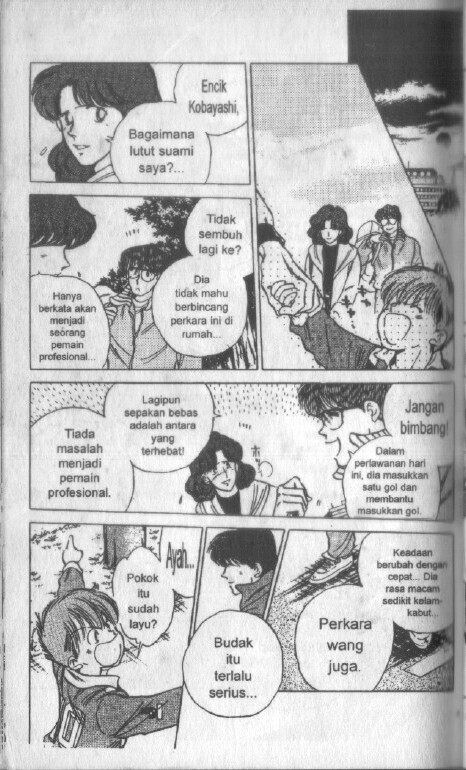 Encik
Kobayashi,
Bagaimana
lutut suami
saya?...
Tidak
sembuh
lagi ke?
Dia
tidak mahu
berbincang
perkara ini di
rumah...
Hanya
berkata akan
menjadi
seorang
pemain
profesional...
Jangan
bimbang!
Dalam
perlawanan hari
ini, dia masukkan
satu gol dan
membantu
masukkan gol.
Lagipun
sepakan bebas
adalah antara
yang
terhebat!
Tiada
masalah
menjadi
pemain
profesional.
Keadaan
berubah dengan
cepat... Dia
rasa macam
sedikit kelam-
kabut...
Perkara
wang
juga.
Budak
itu
terlalu
serius...
Ayah...
Pokok
itu
sudah
layu?